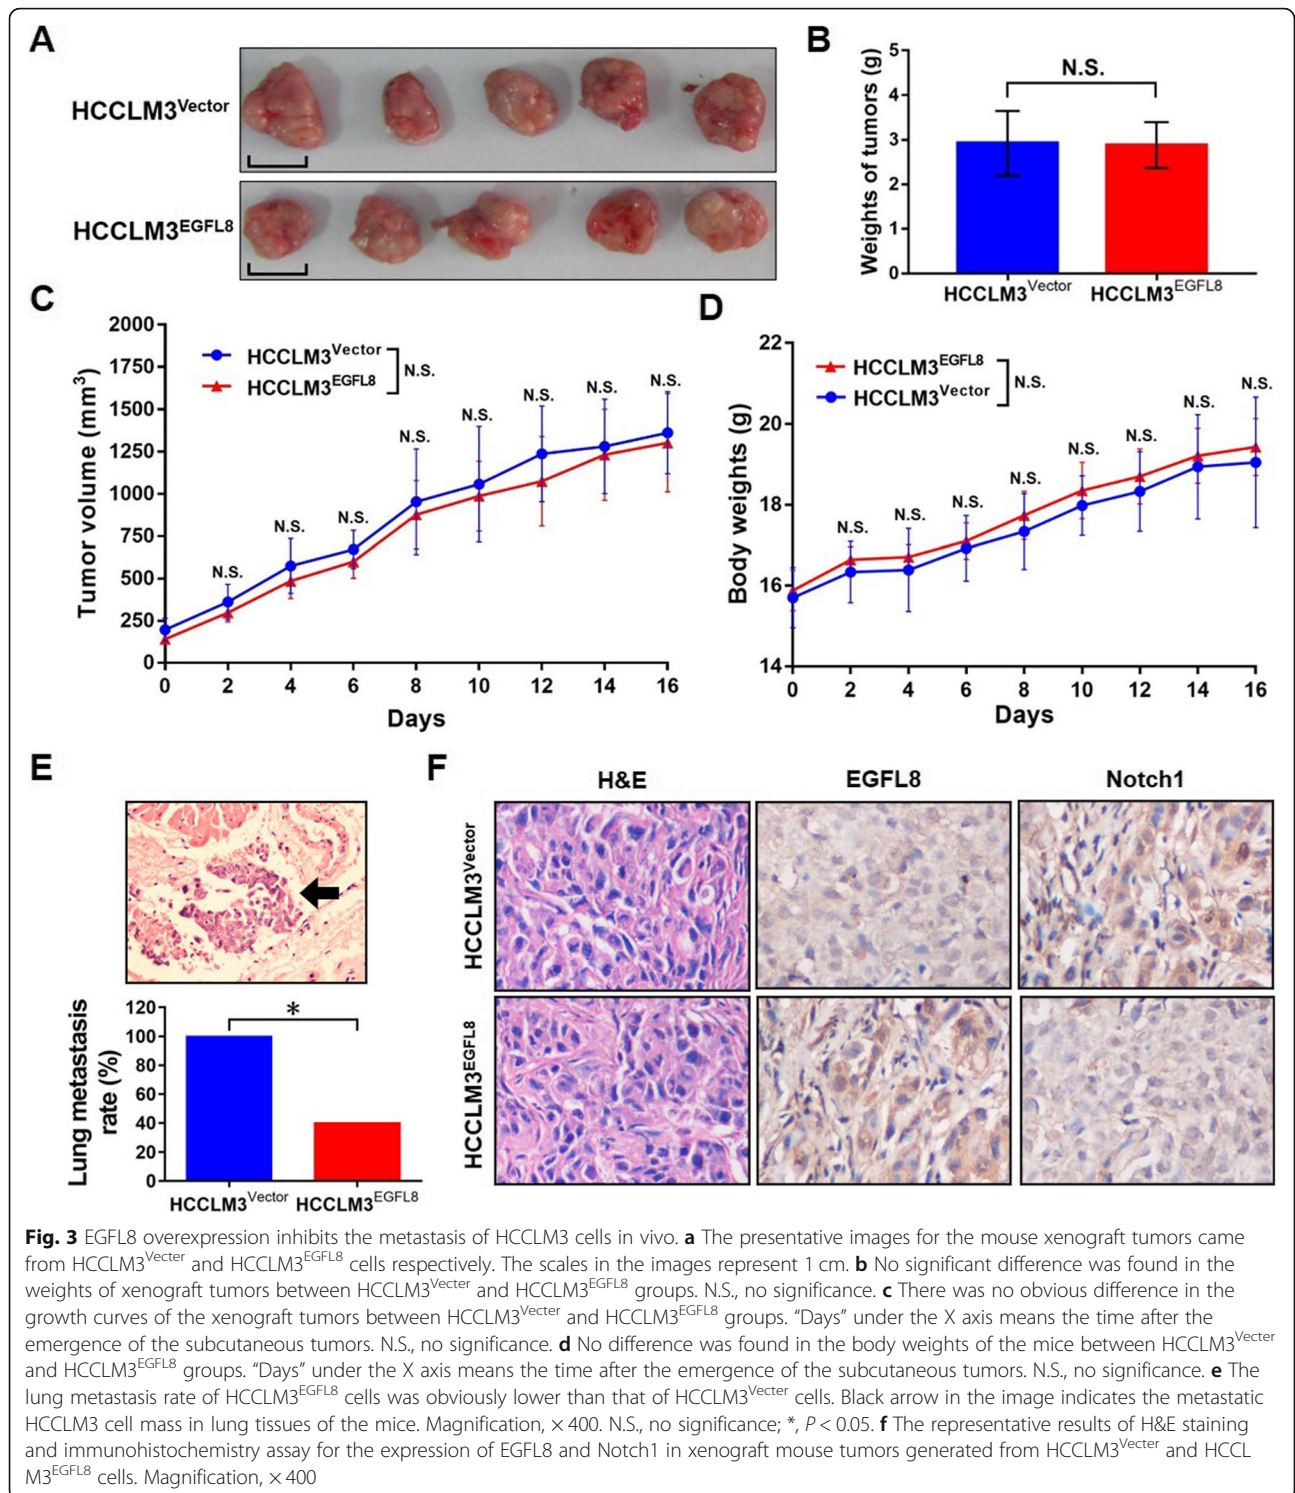 A
HCCLM3Vector
HCCLM3EGFL8
B
Weights of tumors (g)
5
4
3
2
1
0
N.S.
HCCLM3Vector HCCLM3EGFL8
C
Tumor volume (mm3)
2000
1750
1500
1250
1000
750
500
250
0
HCCLM3Vector
HCCLM3EGFL8
N.S.
N.S. N.S. N.S. N.S. N.S. N.S. N.S. N.S.
0 2 4 6 8 10 12 14 16
Days
D
Body weights (g)
22
20
18
16
14
HCCLM3EGFL8
HCCLM3Vector
N.S.
N.S. N.S. N.S. N.S. N.S. N.S. N.S. N.S.
0 2 4 6 8 10 12 14 16
Days
E
Lung metastasis
rate (%)
120
100
80
60
40
20
0
*
HCCLM3Vector HCCLM3EGFL8
F
H&E EGFL8 Notch1
HCCLM3Vector
HCCLM3EGFL8
Fig. 3 EGFL8 overexpression inhibits the metastasis of HCCLM3 cells in vivo. a The presentative images for the mouse xenograft tumors came
from HCCLM3Vecter and HCCLM3EGFL8 cells respectively. The scales in the images represent 1 cm. b No significant difference was found in the
weights of xenograft tumors between HCCLM3Vecter and HCCLM3EGFL8 groups. N.S., no significance. c There was no obvious difference in the
growth curves of the xenograft tumors between HCCLM3Vecter and HCCLM3EGFL8 groups. “Days” under the X axis means the time after the
emergence of the subcutaneous tumors. N.S., no significance. d No difference was found in the body weights of the mice between HCCLM3Vecter
and HCCLM3EGFL8 groups. “Days” under the X axis means the time after the emergence of the subcutaneous tumors. N.S., no significance. e The
lung metastasis rate of HCCLM3EGFL8 cells was obviously lower than that of HCCLM3Vecter cells. Black arrow in the image indicates the metastatic
HCCLM3 cell mass in lung tissues of the mice. Magnification, × 400. N.S., no significance; *, P < 0.05. f The representative results of H&E staining
and immunohistochemistry assay for the expression of EGFL8 and Notch1 in xenograft mouse tumors generated from HCCLM3Vecter and HCCL
M3EGFL8 cells. Magnification, × 400